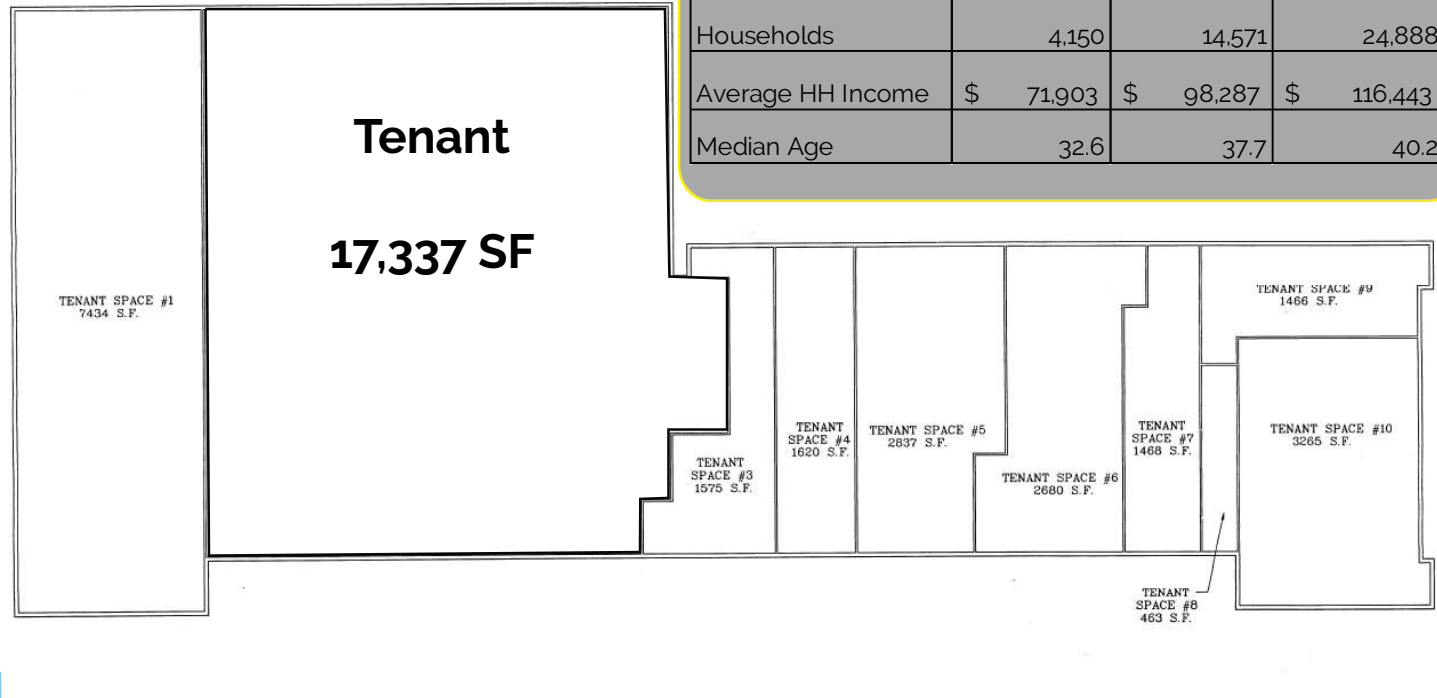 Households 4,150 14,571 24,888
Average HH Income $ 71,903 $ 98,287 $ 116,443
Median Age 32.6 37.7 40.2
Tenant
17,337 SF
TENANT SPACE #1
7434 S.F.
TENANT
SPACE #3
1575 S.F.
TENANT
SPACE #4
1620 S.F.
TENANT SPACE #5
2837 S.F.
TENANT SPACE #6
2680 S.F.
TENANT
SPACE #7
1468 S.F.
TENANT
SPACE #8
463 S.F.
TENANT SPACE #9
1466 S.F.
TENANT SPACE #10
3265 S.F.